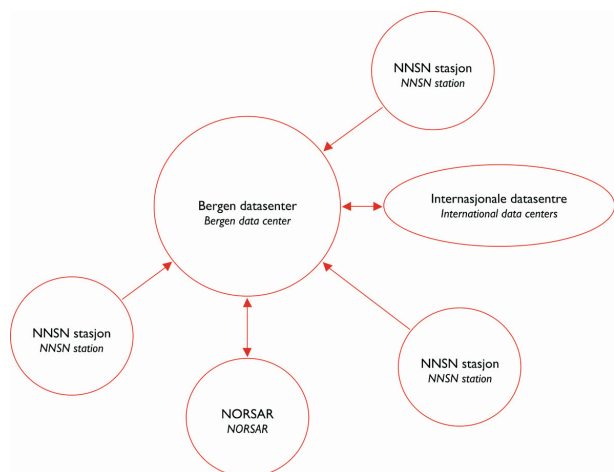 NNSN stasjon
NNSN station
Bergen datasenter
Bergen data center
Internasjonale datasentre
International data centers
NNSN stasjon
NNSN station
NNSN stasjon
NNSN station
NORSAR
NORSAR